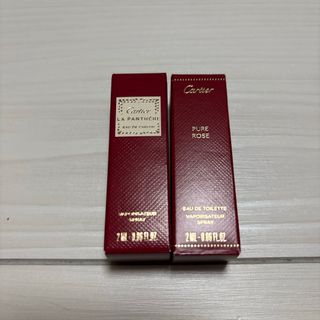 Cartier
LA PANTHÈRE
EAU DE PARFUM
VAPORISATEUR
SPRAY
2 ML - 0.06 FL.OZ.
Cartier
PURE
ROSE
EAU DE TOILETTE
VAPORISATEUR
SPRAY
2 ML - 0.06 FL.OZ.